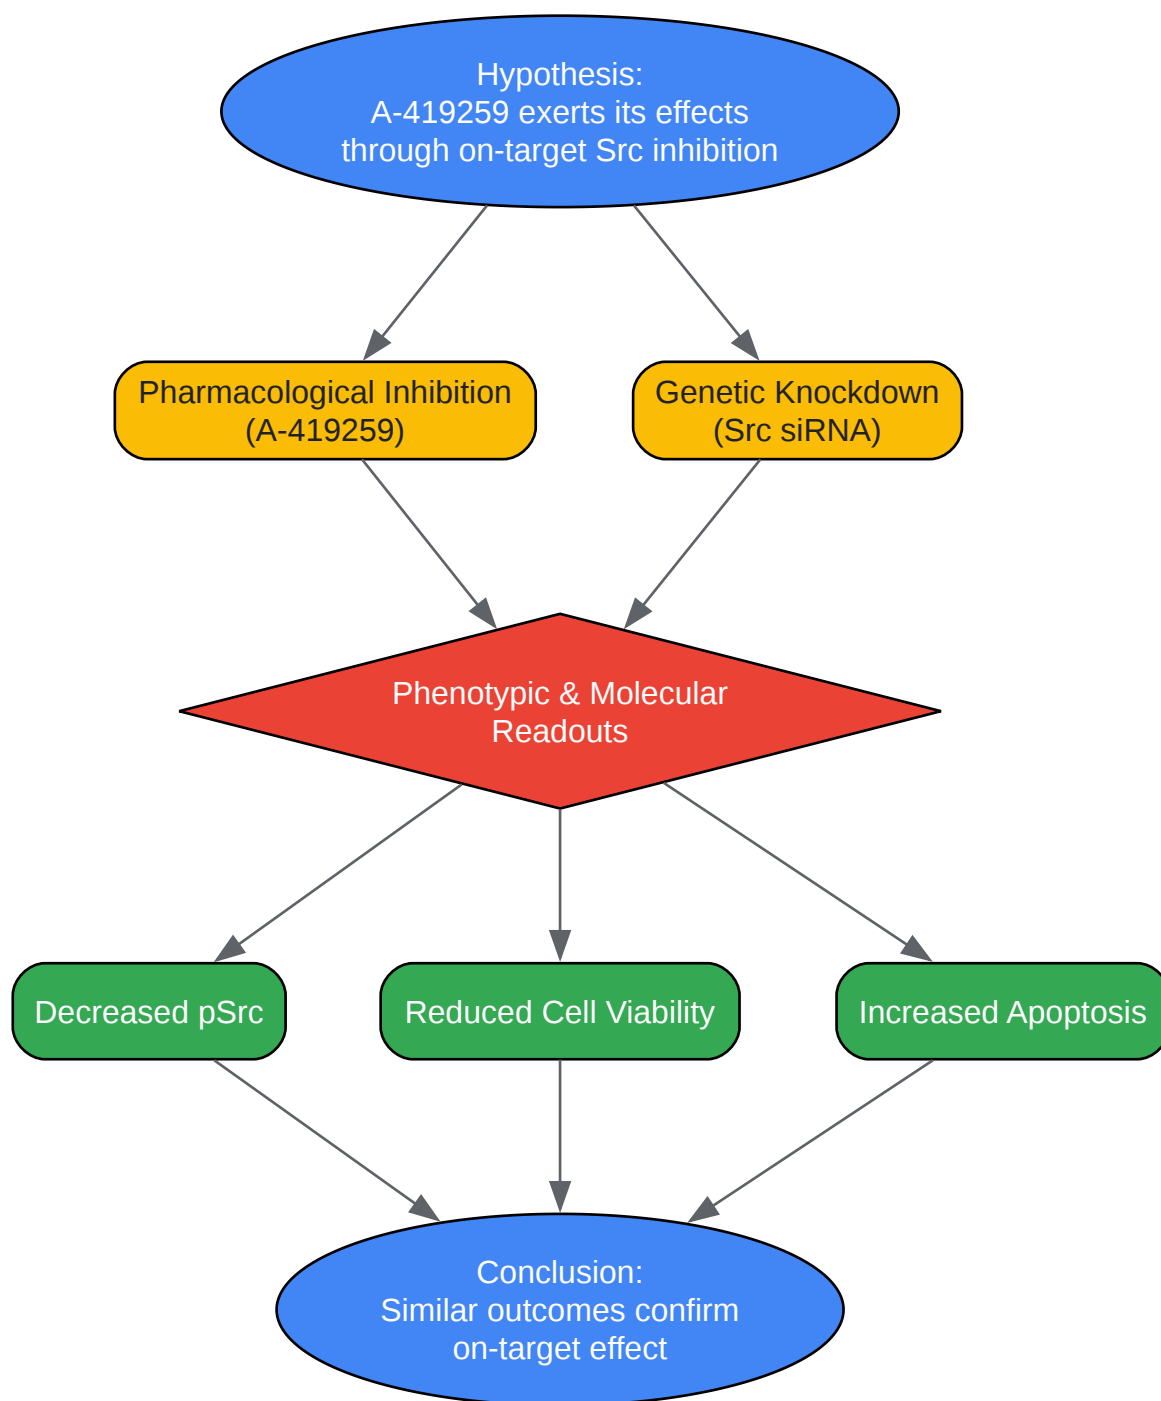 Hypothesis:
A-419259 exerts its effects
through on-target Src inhibition
Pharmacological Inhibition
(A-419259)
Genetic Knockdown
(Src siRNA)
Phenotypic & Molecular
Readouts
Decreased pSrc
Reduced Cell Viability
Increased Apoptosis
Conclusion:
Similar outcomes confirm
on-target effect